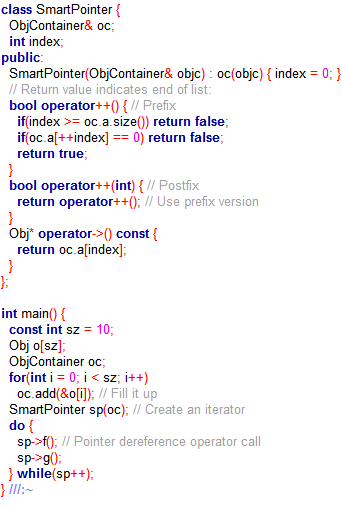 class SmartPointer {
ObjContainer& oc;
int index;
public:
SmartPointer(ObjContainer& objc) : oc(objc) { index = 0; }
// Return value indicates end of list:
bool operator++() { // Prefix
if(index >= oc.a.size()) return false;
if(oc.a[++index] == 0) return false;
return true;
}
bool operator++(int) { // Postfix
return operator++(); // Use prefix version
}
Obj* operator->() const {
return oc.a[index];
}
};
int main() {
const int sz = 10;
Obj o[sz];
ObjContainer oc;
for(int i = 0; i < sz; i++)
oc.add(&o[i]); // Fill it up
SmartPointer sp(oc); // Create an iterator
do {
sp->f(); // Pointer dereference operator call
sp->g();
} while(sp++);
} ///:~